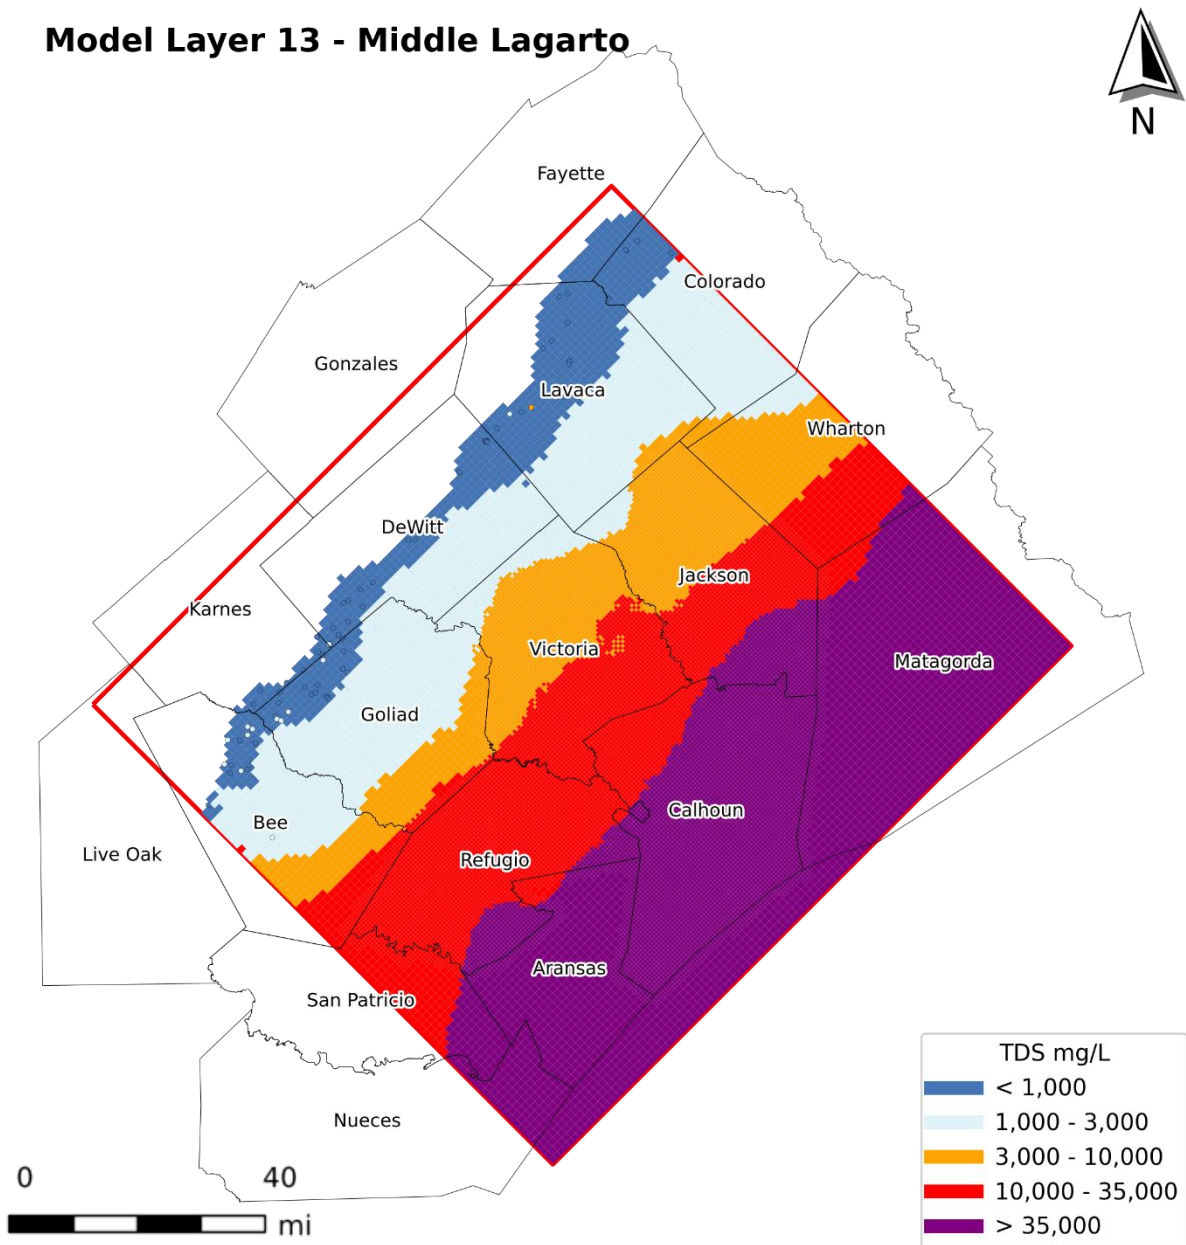 Model Layer 13 - Middle Lagarto
N
Fayette
Colorado
Gonzales
Lavaca
Wharton
DeWitt
Jackson
Karnes
Victoria
Matagorda
Goliad
Calhoun
Bee
Live Oak
Refugio
Aransas
San Patricio
Nueces
0 40
mi
TDS mg/L
< 1,000
1,000 - 3,000
3,000 - 10,000
10,000 - 35,000
> 35,000